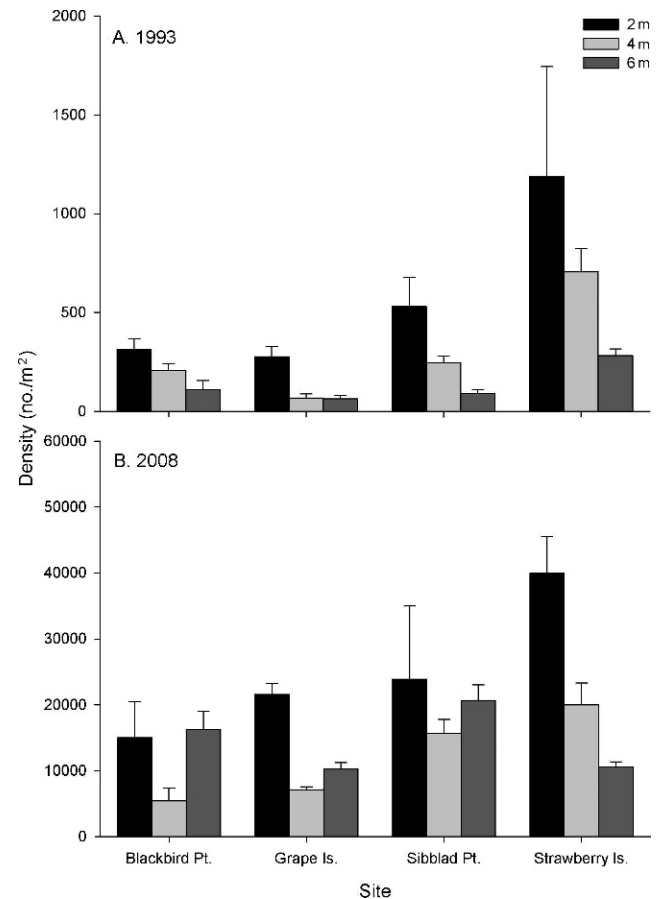 A. 1993
2 m
4 m
6 m
2000
1500
1000
500
0
Density (no./m²)
B. 2008
60000
50000
40000
30000
20000
10000
0
Blackbird Pt.
Grape Is.
Sibblad Pt.
Strawberry Is.
Site